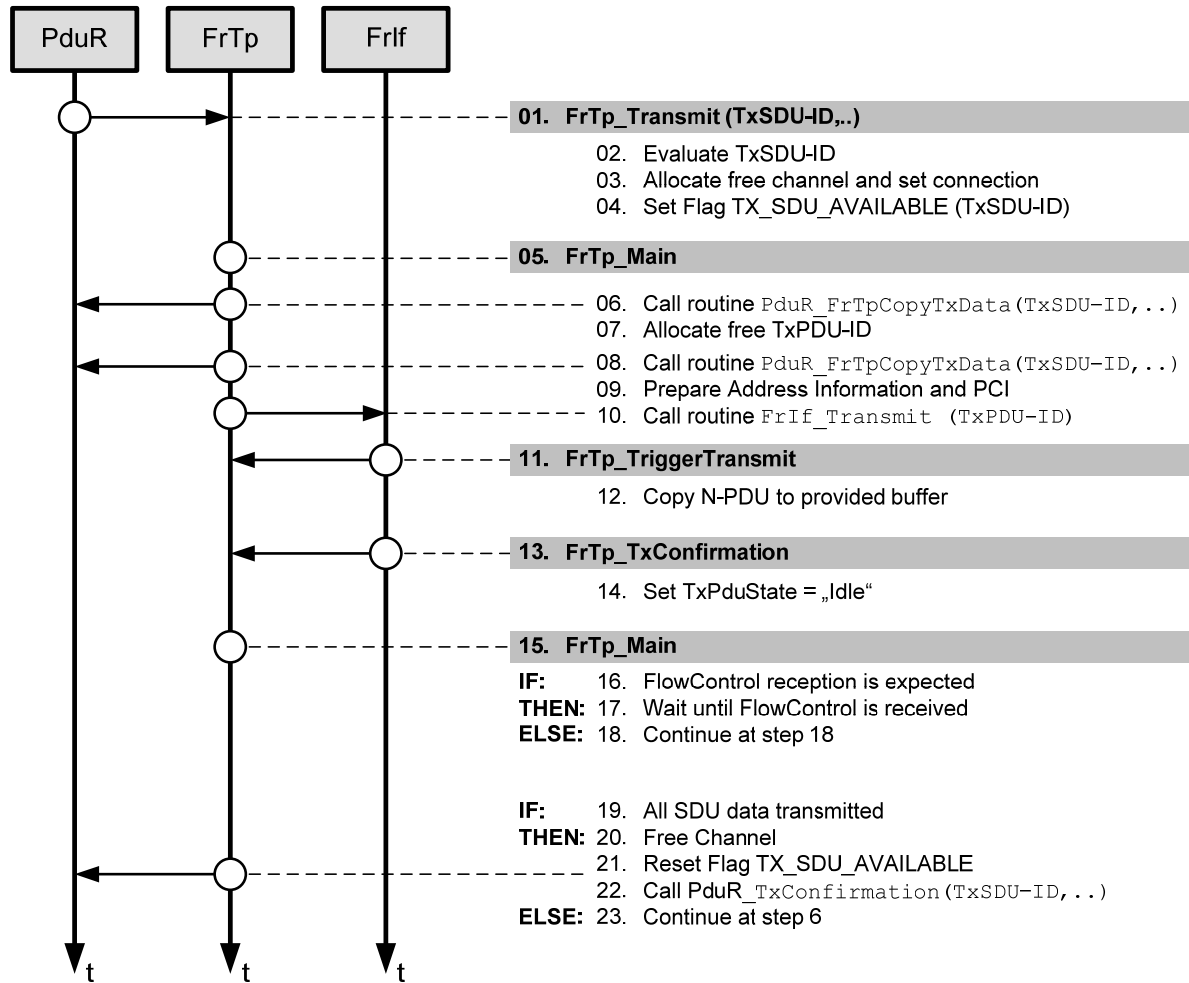 PduR FrTp FrIf
01. FrTp_Transmit (TxSDU-ID,..)
02. Evaluate TxSDU-ID
03. Allocate free channel and set connection
04. Set Flag TX_SDU_AVAILABLE (TxSDU-ID)
05. FrTp_Main
06. Call routine PduR_FrTpCopyTxData(TxSDU-ID,..)
07. Allocate free TxPDU-ID
08. Call routine PduR_FrTpCopyTxData(TxSDU-ID,..)
09. Prepare Address Information and PCI
10. Call routine FrIf_Transmit (TxPDU-ID)
11. FrTp_TriggerTransmit
12. Copy N-PDU to provided buffer
13. FrTp_TxConfirmation
14. Set TxPduState = „Idle“
15. FrTp_Main
IF: 16. FlowControl reception is expected
THEN: 17. Wait until FlowControl is received
ELSE: 18. Continue at step 18
IF: 19. All SDU data transmitted
THEN: 20. Free Channel
21. Reset Flag TX_SDU_AVAILABLE
22. Call PduR_TxConfirmation(TxSDU-ID,..)
ELSE: 23. Continue at step 6
t t t